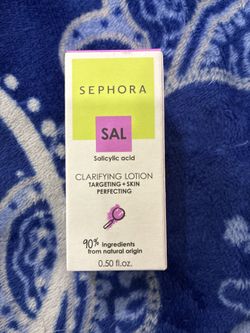 SEPHORA
SAL
Salicylic acid
CLARIFYING LOTION
TARGETING + SKIN
PERFECTING
90% Ingredients
from natural origin
0.50 fl.oz.